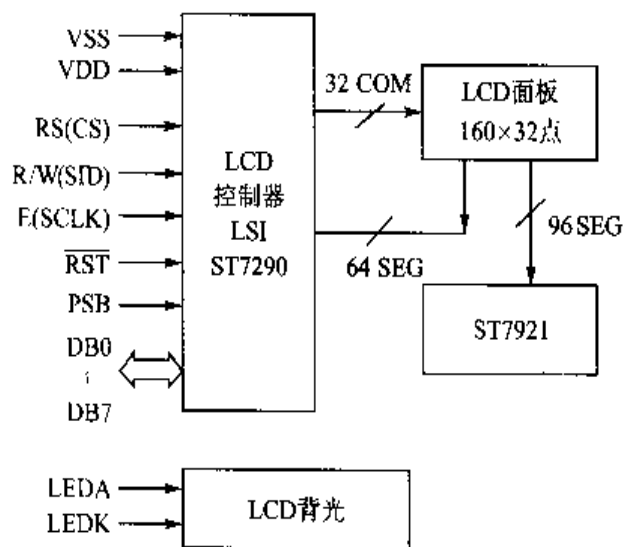 VSS
VDD
RS(CS)
R/W(SID)
E(SCLK)
RST
PSB
DB0
DB7
LCD
控制器
LSI
ST7290
32 COM
64 SEG
LCD面板
160×32点
96 SEG
ST7921
LEDA
LEDK
LCD背光